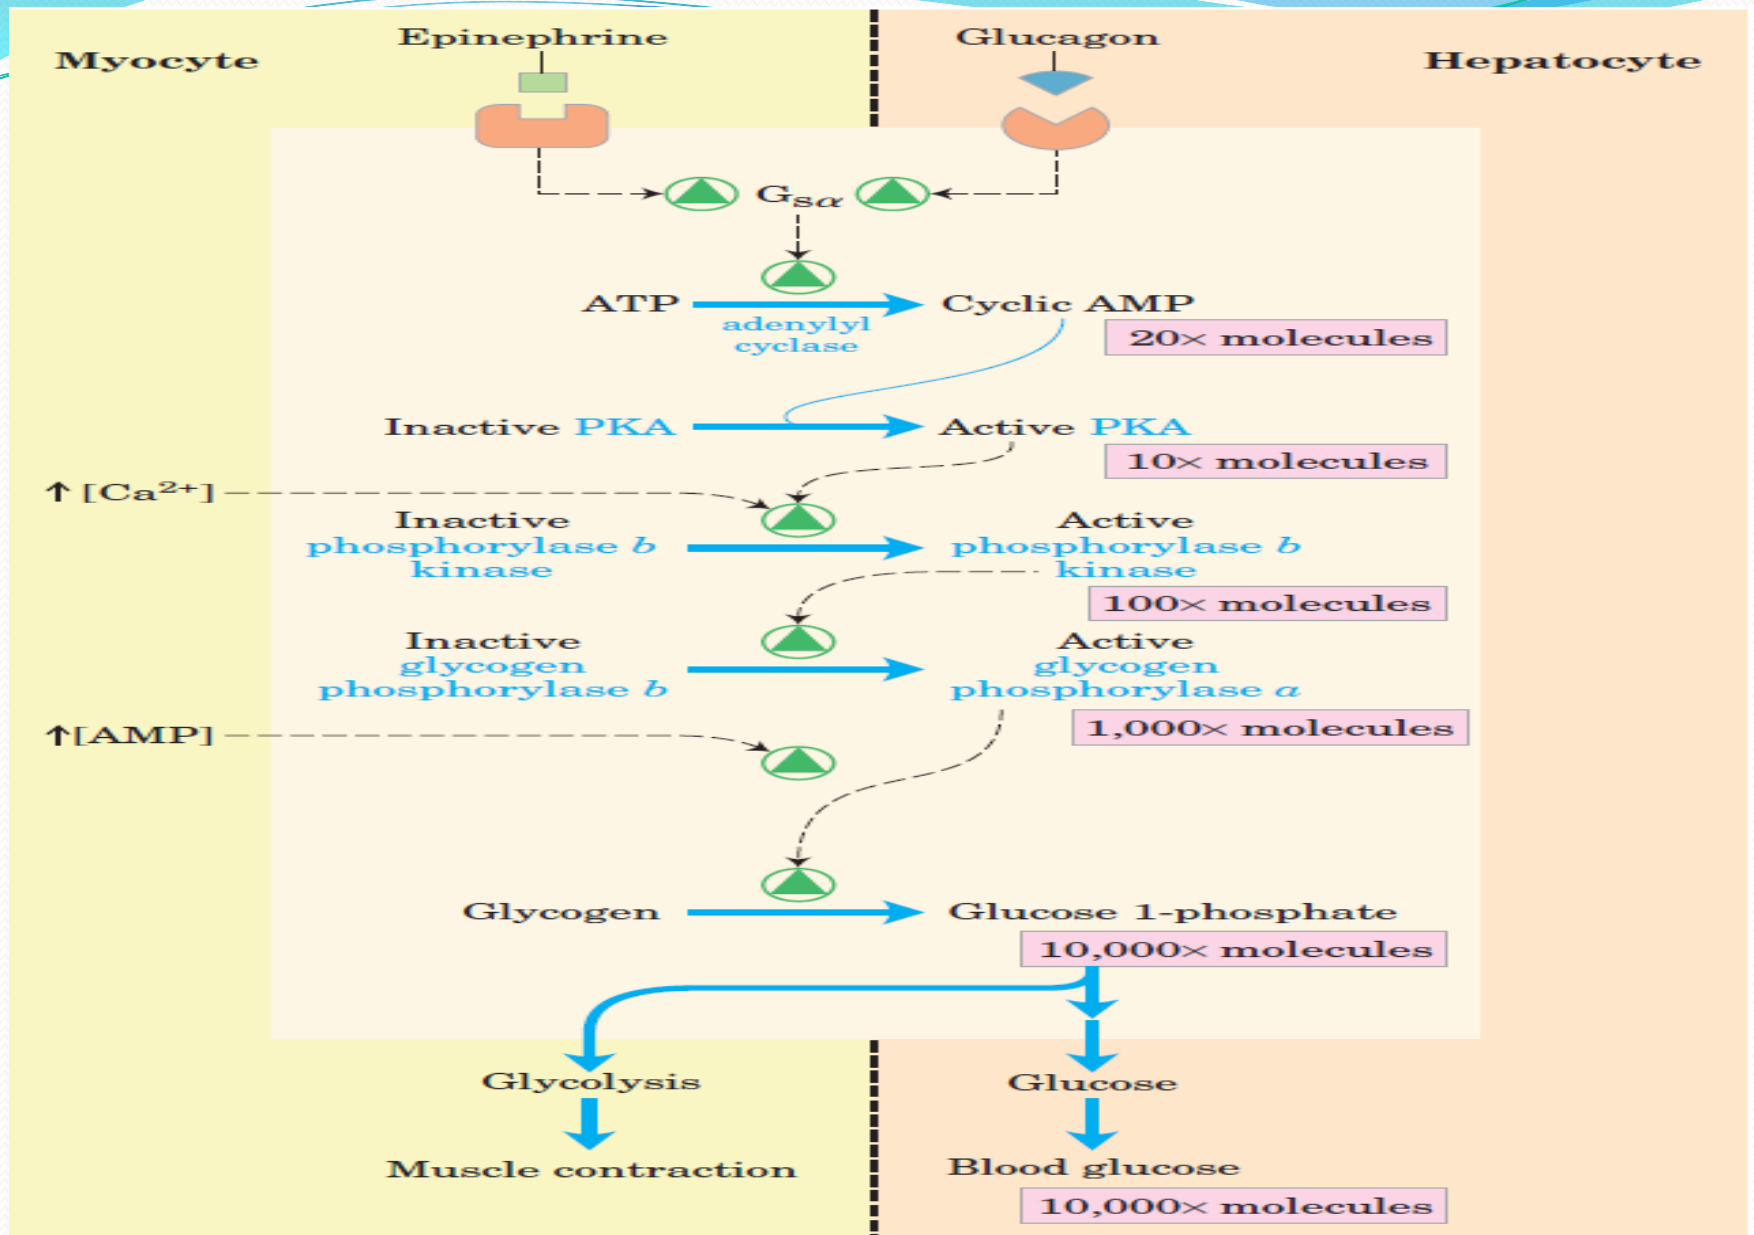 Epinephrine
Glucagon
Myocyte
Hepatocyte
Gsα
ATP
Cyclic AMP
adenylyl
cyclase
20× molecules
Inactive PKA
Active PKA
10× molecules
↑ [Ca²⁺]
Inactive
phosphorylase b
kinase
Active
phosphorylase b
kinase
100× molecules
Inactive
glycogen
phosphorylase b
Active
glycogen
phosphorylase a
1,000× molecules
↑[AMP]
Glycogen
Glucose 1-phosphate
10,000× molecules
Glycolysis
Glucose
Muscle contraction
Blood glucose
10,000× molecules